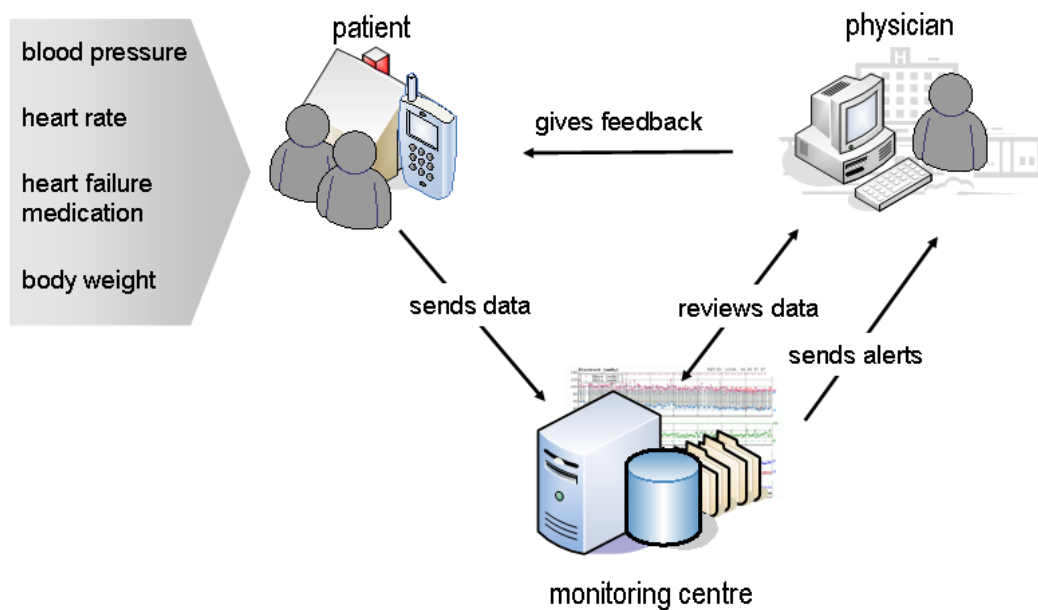 patient
physician
blood pressure
heart rate
heart failure
medication
body weight
gives feedback
sends data
reviews data
sends alerts
monitoring centre